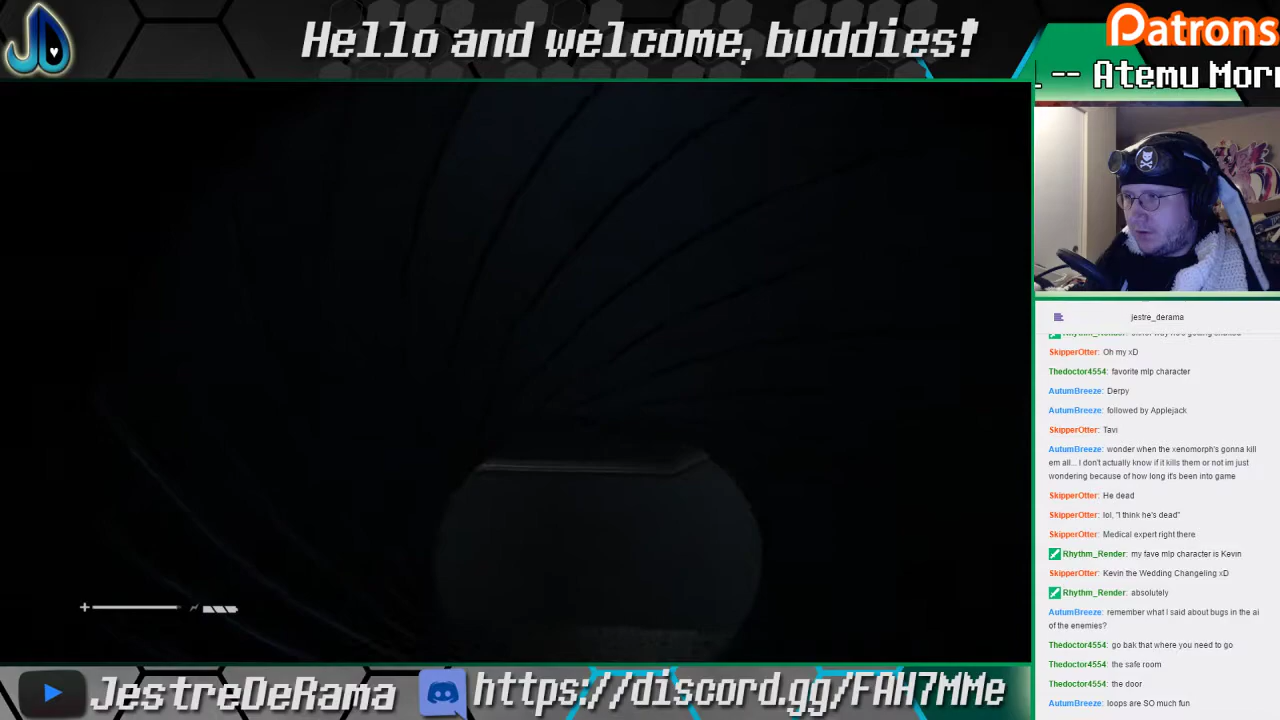 Hello and welcome, buddies!
Patrons
-- Atemu Morr
jestre_derama
SkipperOtter: Oh my xD
Thedoctor4554: favorite mlp character
AutumBreeze: Derpy
AutumBreeze: followed by Applejack
SkipperOtter: Tavi
AutumBreeze: wonder when the xenomorph's gonna kill
em all... I don't actually know if it kills them or not im just
wondering because of how long it's been into game
SkipperOtter: He dead
SkipperOtter: lol, "I think he's dead"
SkipperOtter: Medical expert right there
Rhythm_Render: my fave mlp character is Kevin
SkipperOtter: Kevin the Wedding Changeling xD
Rhythm_Render: absolutely
AutumBreeze: remember what I said about bugs in the ai
of the enemies?
Thedoctor4554: go bak that where you need to go
Thedoctor4554: the safe room
Thedoctor4554: the door
AutumBreeze: loops are SO much fun
JestreDeRama
https://discord.gg/FAH7MMe